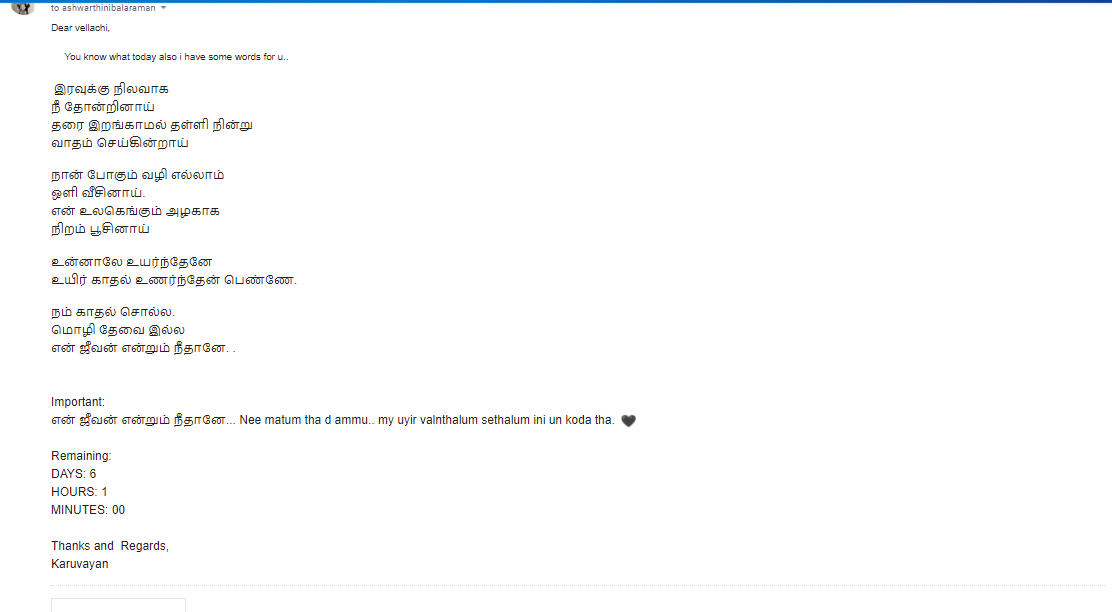 to ashwarthinibalaraman
Dear vellachi,
You know what today also i have some words for u..
இரவுக்கு நிலவாக
நீ தோன்றினாய்
தரை இறங்காமல் தள்ளி நின்று
வாதம் செய்கின்றாய்
நான் போகும் வழி எல்லாம்
ஒளி வீசினாய்.
என் உலகெங்கும் அழகாக
நிறம் பூசினாய்
உன்னாலே உயர்ந்தேனே
உயிர் காதல் உணர்ந்தேன் பெண்ணே.
நம் காதல் சொல்ல.
மொழி தேவை இல்ல
என் ஜீவன் என்றும் நீதானே. .
Important:
என் ஜீவன் என்றும் நீதானே... Nee matum tha d ammu.. my uyir valnthalum sethalum ini un koda tha. 🖤
Remaining:
DAYS: 6
HOURS: 1
MINUTES: 00
Thanks and  Regards,
Karuvayan